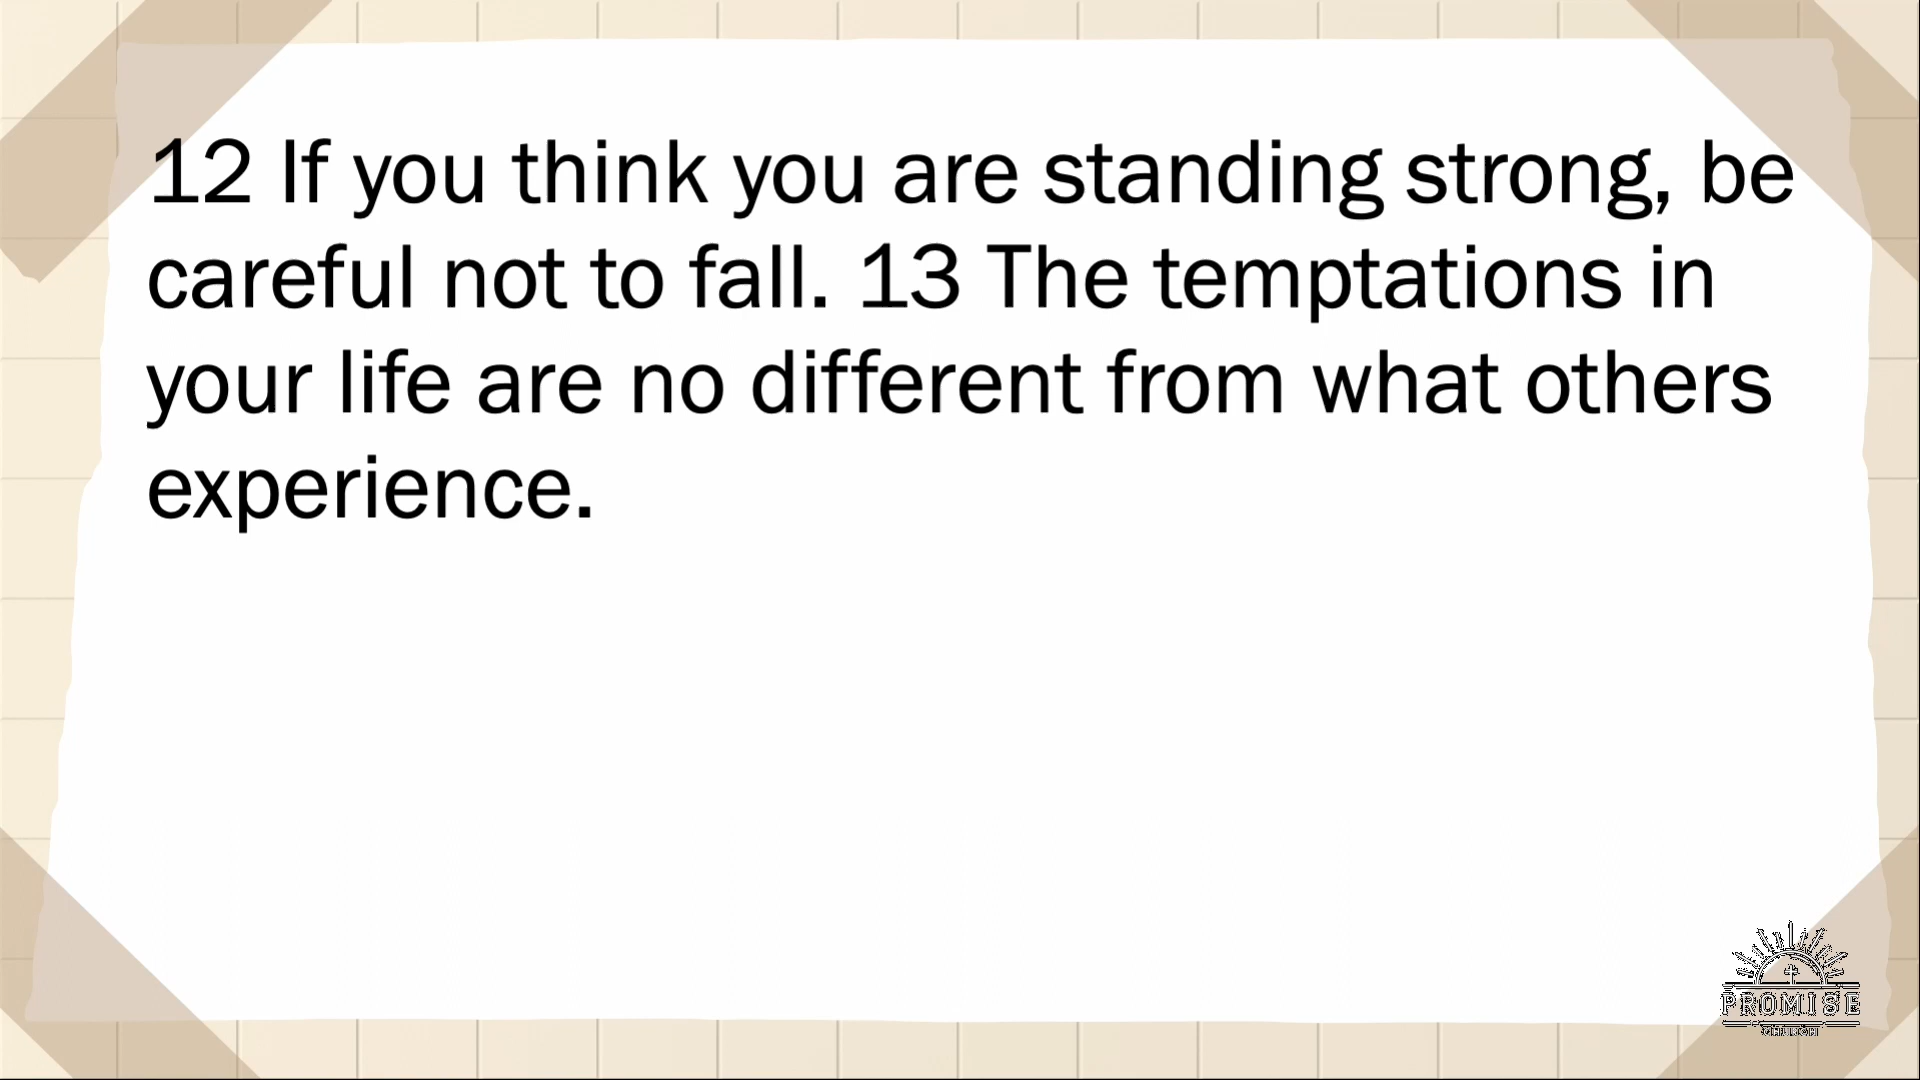 12 If you think you are standing strong, be
careful not to fall. 13 The temptations in
your life are no different from what others
experience.
PROMISE
CHURCH